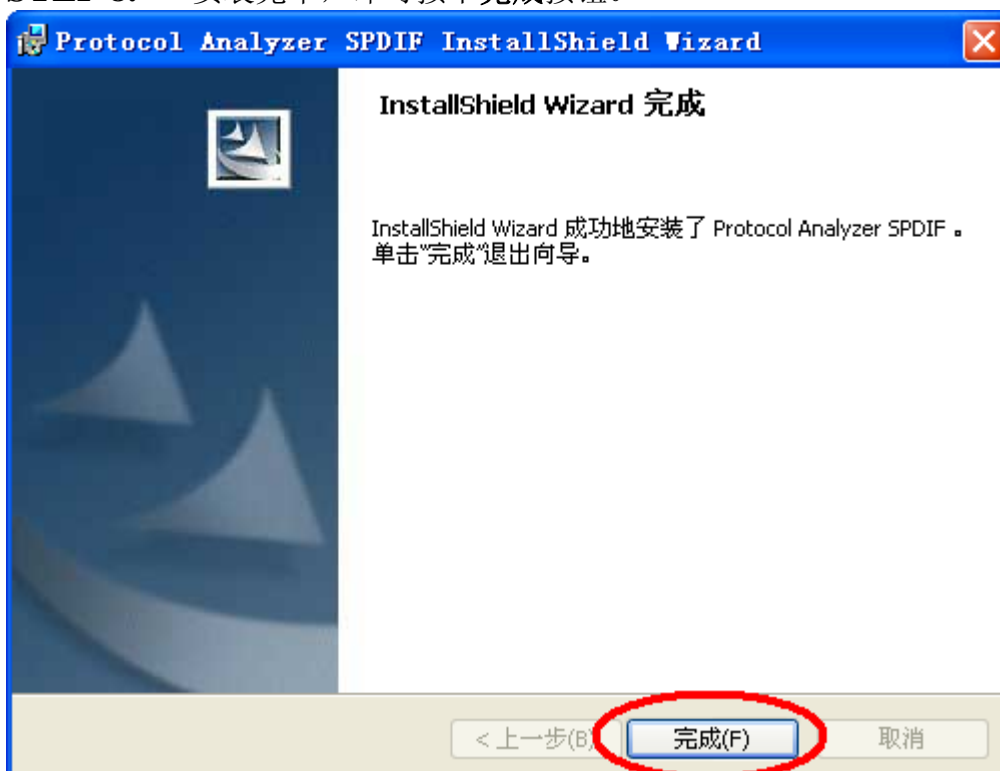 Protocol Analyzer SPDIF InstallShield Wizard
InstallShield Wizard 完成
InstallShield Wizard 成功地安装了 Protocol Analyzer SPDIF 。
单击“完成”退出向导。
<上一步(B)
完成(F)
取消